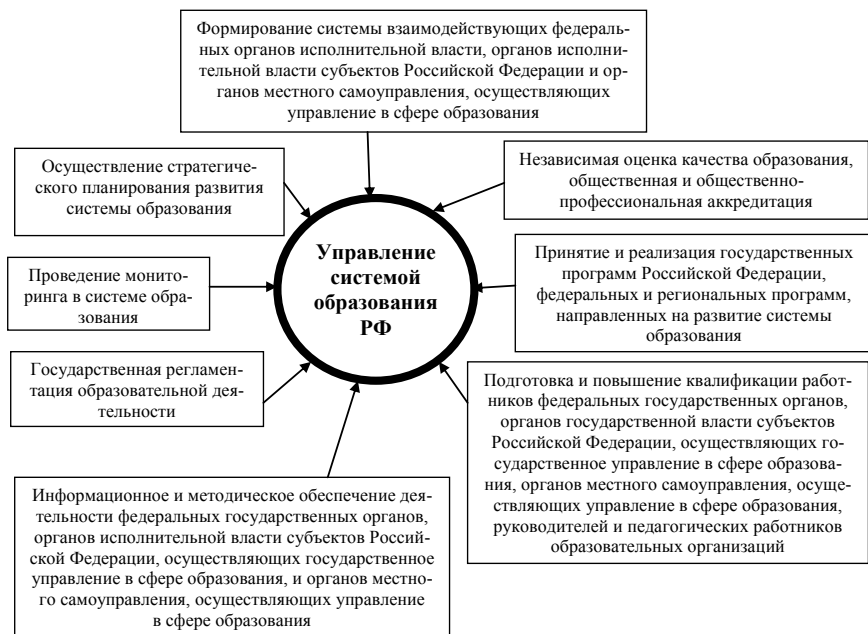 Формирование системы взаимодействующих федераль-
ных органов исполнительной власти, органов исполни-
тельной власти субъектов Российской Федерации и ор-
ганов местного самоуправления, осуществляющих
управление в сфере образования
Осуществление стратегиче-
ского планирования развития
системы образования
Независимая оценка качества образования,
общественная и общественно-
профессиональная аккредитация
Управление
системой
образования
РФ
Проведение монито-
ринга в системе об-
разования
Принятие и реализация государственных
программ Российской Федерации,
федеральных и региональных программ,
направленных на развитие системы
образования
Государственная регламен-
тация образовательной дея-
тельности
Подготовка и повышение квалификации работ-
ников федеральных государственных органов,
органов государственной власти субъектов
Российской Федерации, осуществляющих го-
сударственное управление в сфере образова-
ния, органов местного самоуправления, осуще-
ствляющих управление в сфере образования,
руководителей и педагогических работников
образовательных организаций
Информационное и методическое обеспечение дея-
тельности федеральных государственных органов,
органов исполнительной власти субъектов Россий-
ской Федерации, осуществляющих государственное
управление в сфере образования, и органов местно-
го самоуправления, осуществляющих управление
в сфере образования